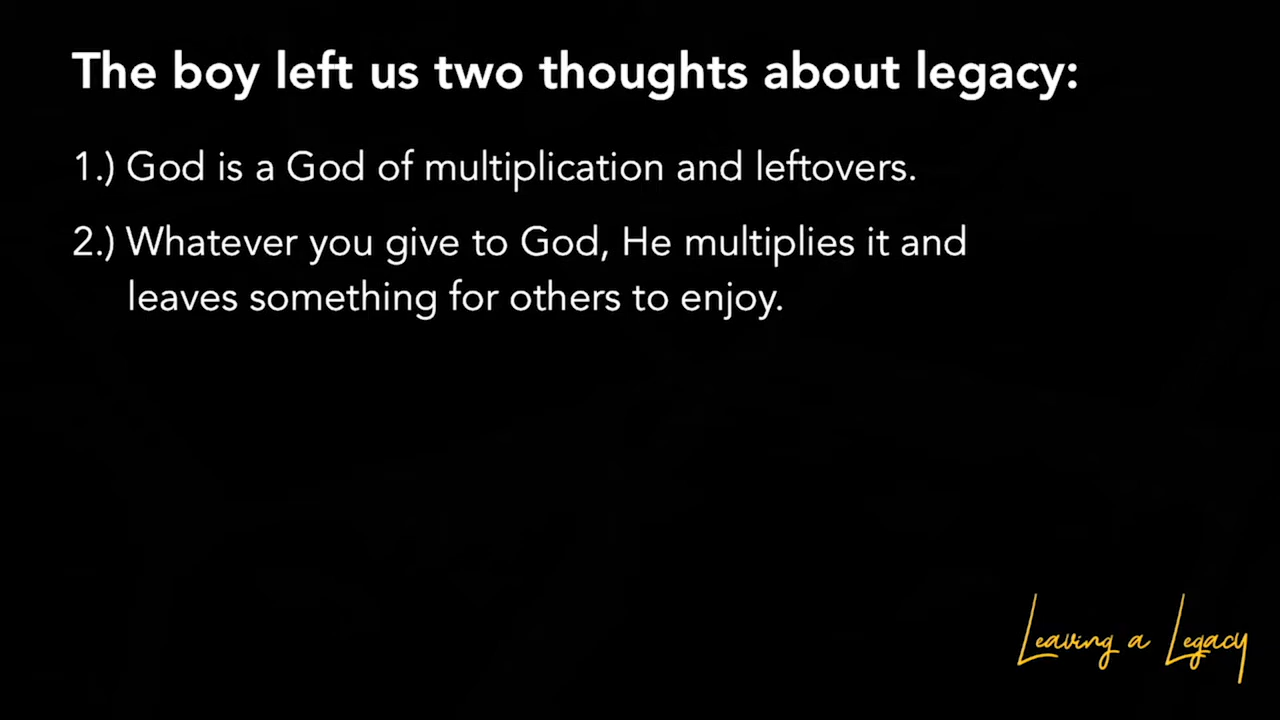 The boy left us two thoughts about legacy:
1.) God is a God of multiplication and leftovers.
2.) Whatever you give to God, He multiplies it and
leaves something for others to enjoy.
Leaving a Legacy